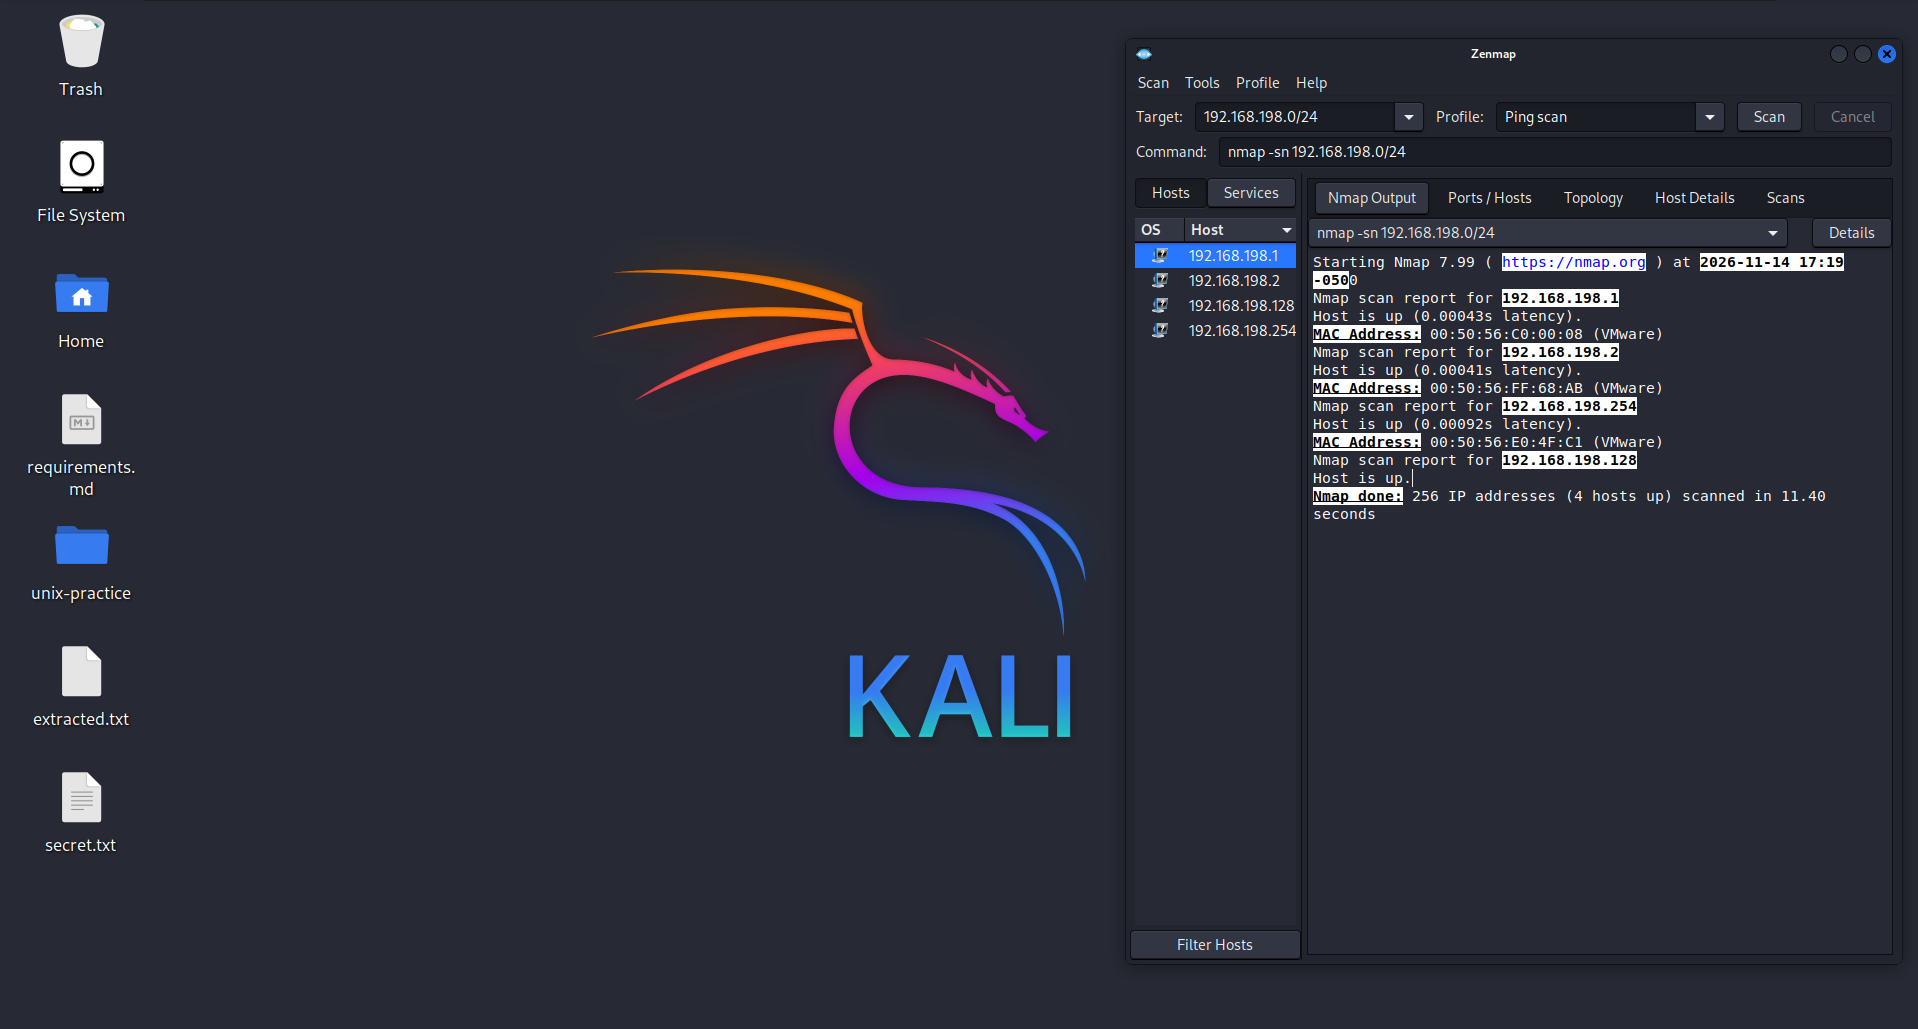 Trash
File System
Home
requirements.
md
unix-practice
extracted.txt
secret.txt
KALI
Zenmap
Scan Tools Profile Help
Target: 192.168.198.0/24 Profile: Ping scan Scan Cancel
Command: nmap -sn 192.168.198.0/24
Hosts Services
OS Host
192.168.198.1
192.168.198.2
192.168.198.128
192.168.198.254
Filter Hosts
Nmap Output Ports / Hosts Topology Host Details Scans
nmap -sn 192.168.198.0/24 Details
Starting Nmap 7.99 ( https://nmap.org ) at 2026-11-14 17:19
-0500
Nmap scan report for 192.168.198.1
Host is up (0.00043s latency).
MAC Address: 00:50:56:C0:00:08 (VMware)
Nmap scan report for 192.168.198.2
Host is up (0.00041s latency).
MAC Address: 00:50:56:FF:68:AB (VMware)
Nmap scan report for 192.168.198.254
Host is up (0.00092s latency).
MAC Address: 00:50:56:E0:4F:C1 (VMware)
Nmap scan report for 192.168.198.128
Host is up.
Nmap done: 256 IP addresses (4 hosts up) scanned in 11.40
seconds